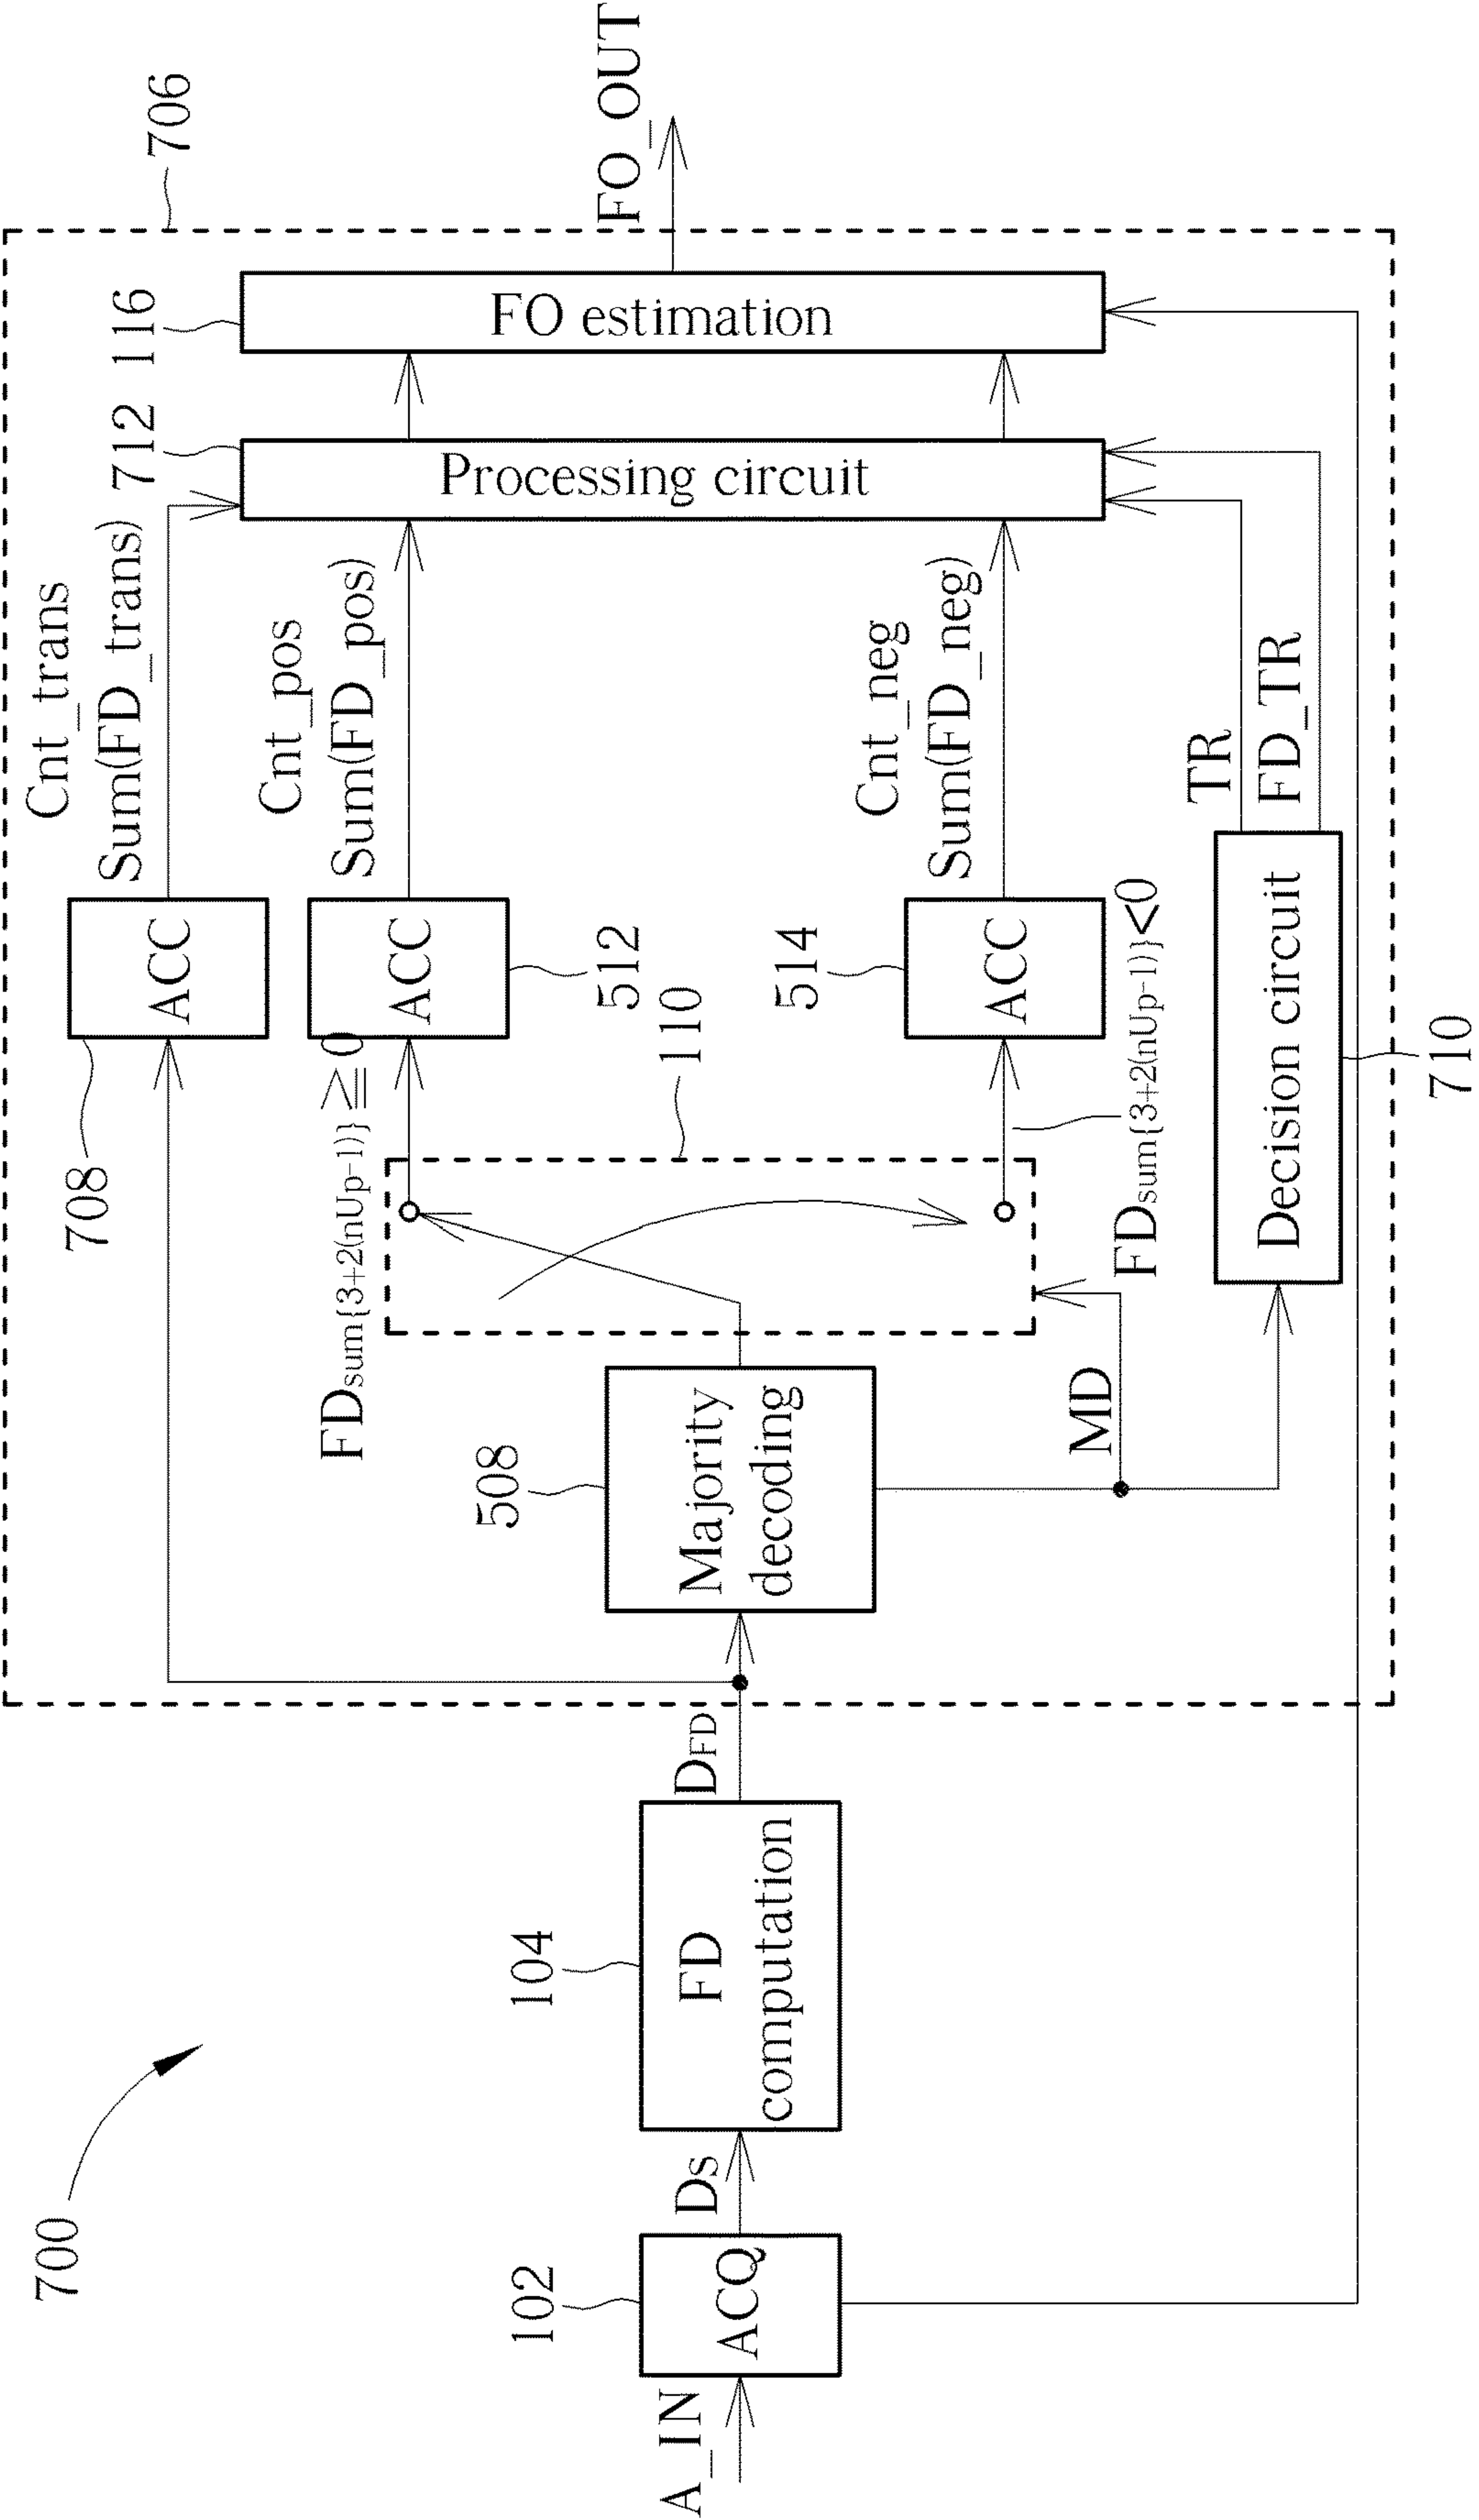 700
706
A_IN
102
ACQ
Ds
104
FD
computation
DFD
508
Majority
decoding
MD
110
FDsum{3+2(nUp-1)}≧0
FDsum{3+2(nUp-1)}<0
708
ACC
Cnt_trans
Sum(FD_trans)
ACC
512
Cnt_pos
Sum(FD_pos)
514
ACC
Cnt_neg
Sum(FD_neg)
Decision circuit
710
TR
FD_TR
712
Processing circuit
116
FO estimation
FO_OUT